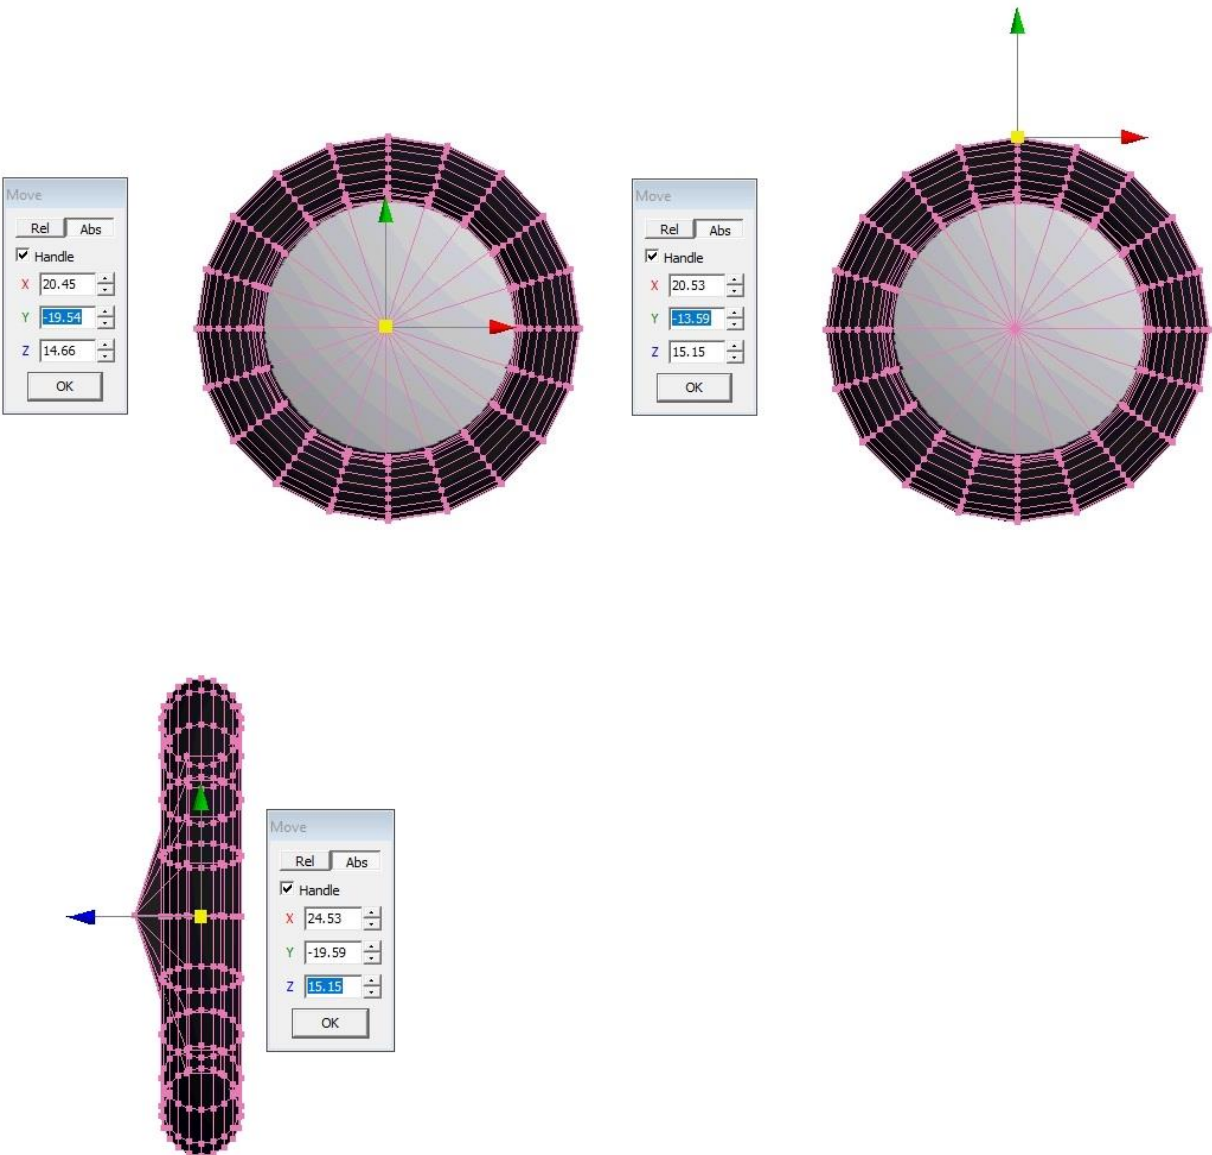 Move
Rel Abs
Handle
X 20.45
Y -19.54
Z 14.66
OK
Move
Rel Abs
Handle
X 20.53
Y -13.59
Z 15.15
OK
Move
Rel Abs
Handle
X 24.53
Y -19.59
Z 15.15
OK